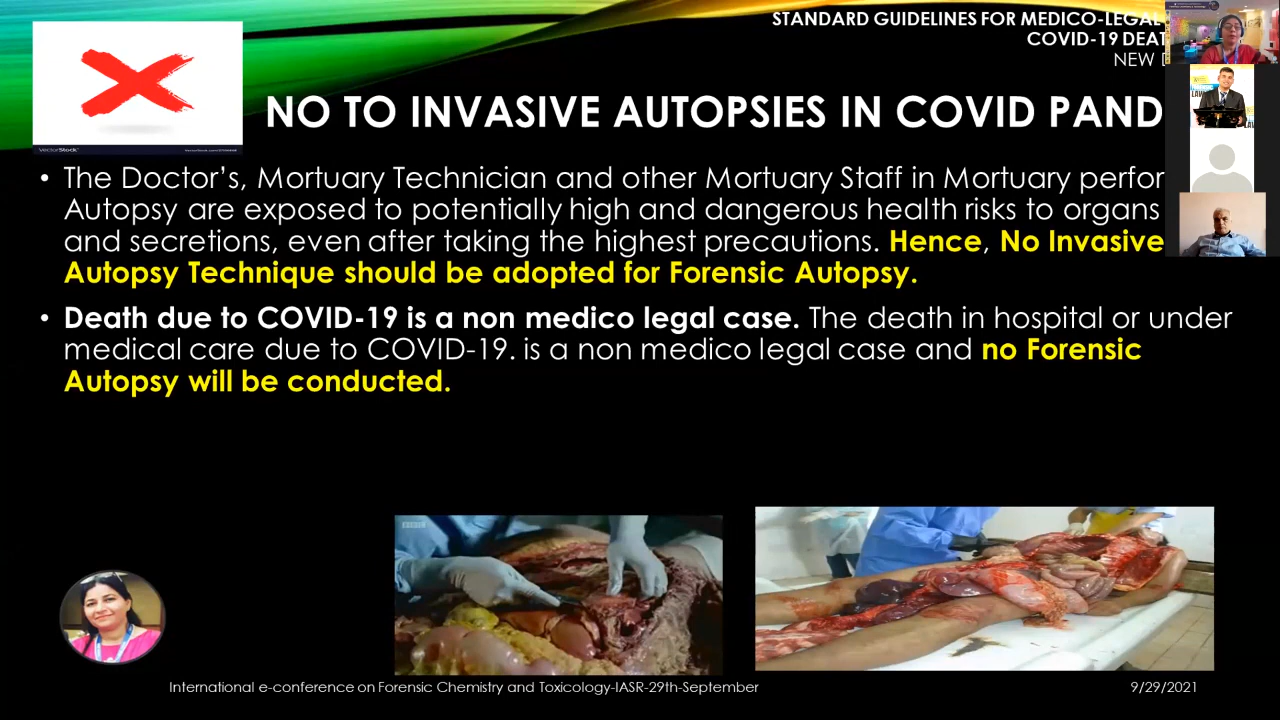 STANDARD GUIDELINES FOR MEDICO-LEGAL
COVID-19 DEAT
NEW
NO TO INVASIVE AUTOPSIES IN COVID PAND
VectorStock
• The Doctor's, Mortuary Technician and other Mortuary Staff in Mortuary perfor
Autopsy are exposed to potentially high and dangerous health risks to organs
and secretions, even after taking the highest precautions. Hence, No Invasive
Autopsy Technique should be adopted for Forensic Autopsy.
• Death due to COVID-19 is a non medico legal case. The death in hospital or under
medical care due to COVID-19. is a non medico legal case and no Forensic
Autopsy will be conducted.
BBC
International e-conference on Forensic Chemistry and Toxicology-IASR-29th-September
9/29/2021